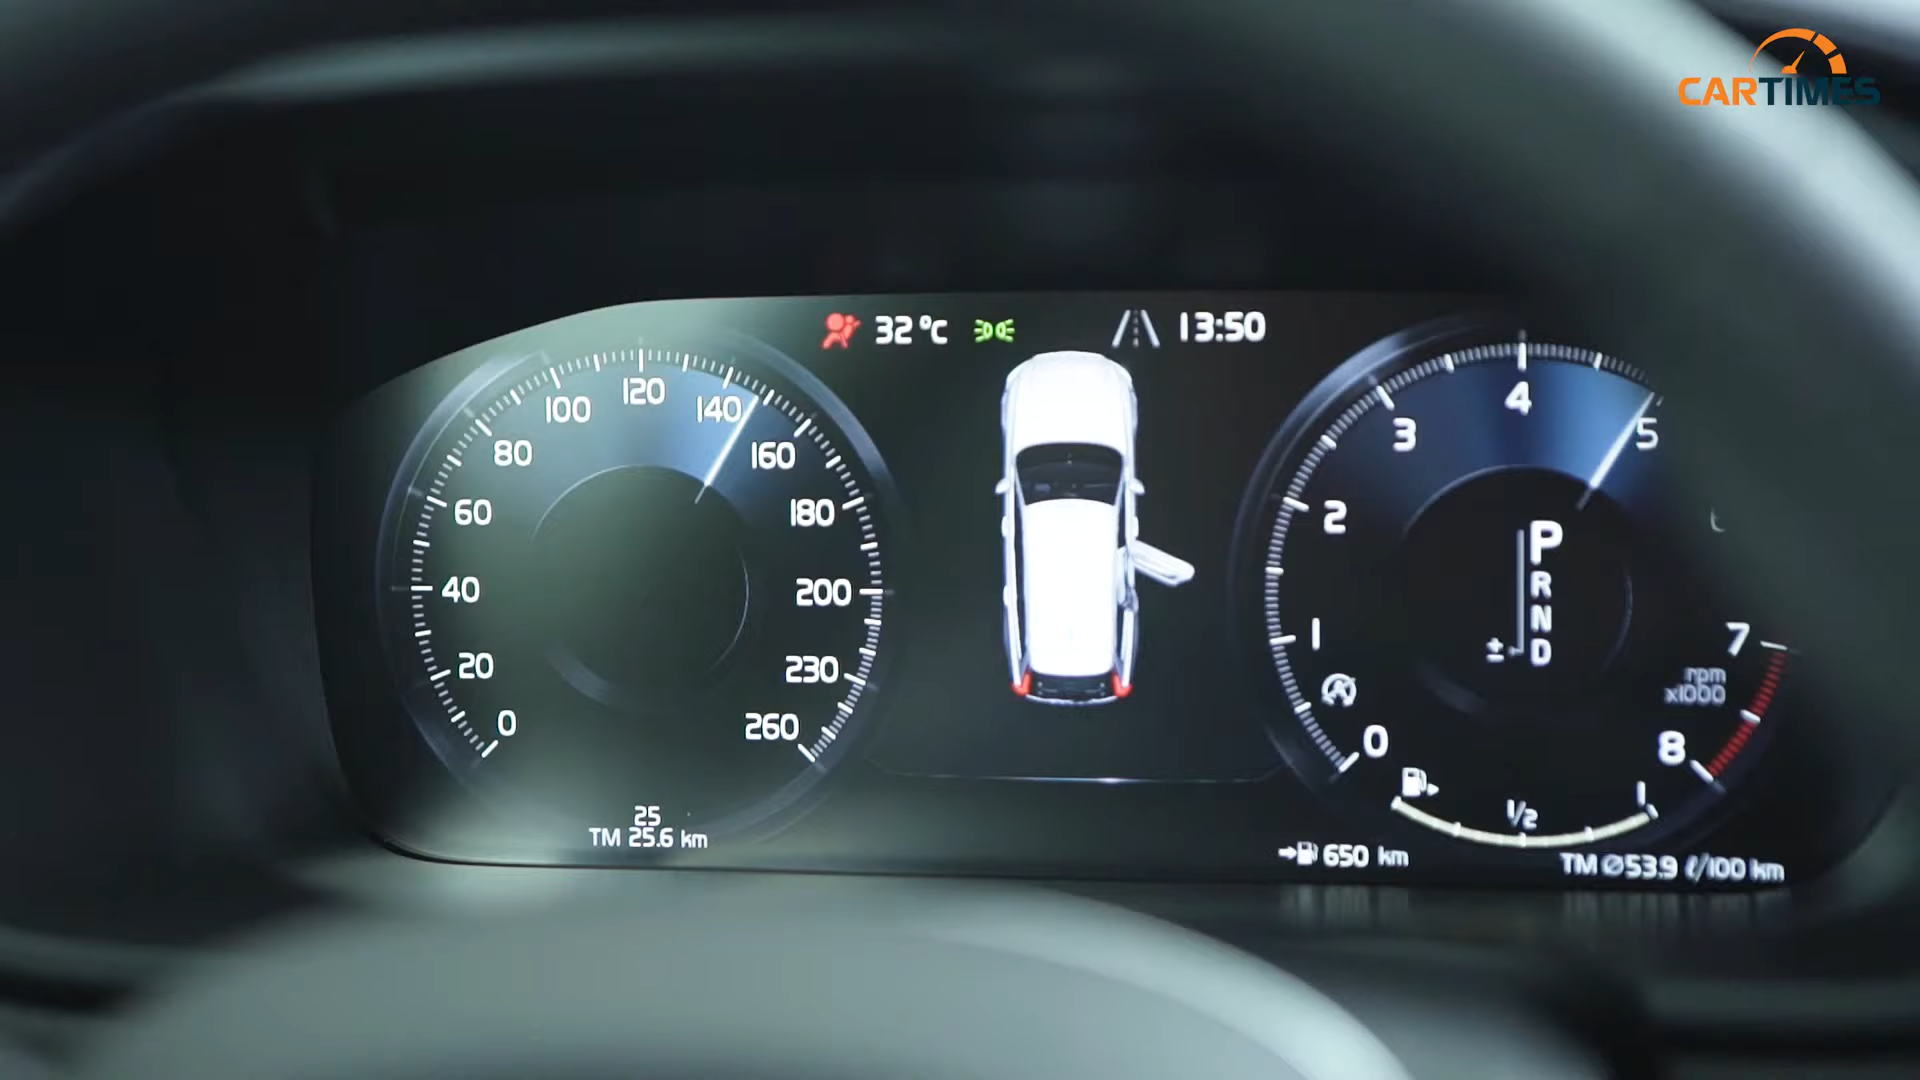 CARTIMES
32°C
13:50
0
20
40
60
80
100
120
140
160
180
200
230
260
25
TM 25.6 km
0
1
2
3
4
5
7
8
rpm
x1000
P
R
N
D
±
1/2
1
650 km
TM Ø53.9 ℓ/100 km